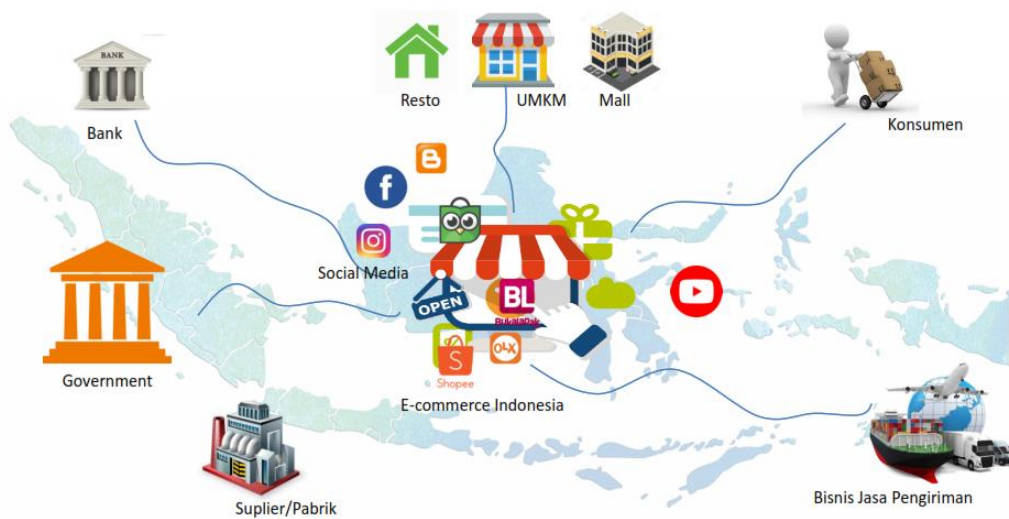 BANK
Bank
Resto
UMKM
Mall
Konsumen
Social Media
OPEN
BL
BukaLapak
OLX
Shopee
E-commerce Indonesia
Government
Suplier/Pabrik
Bisnis Jasa Pengiriman